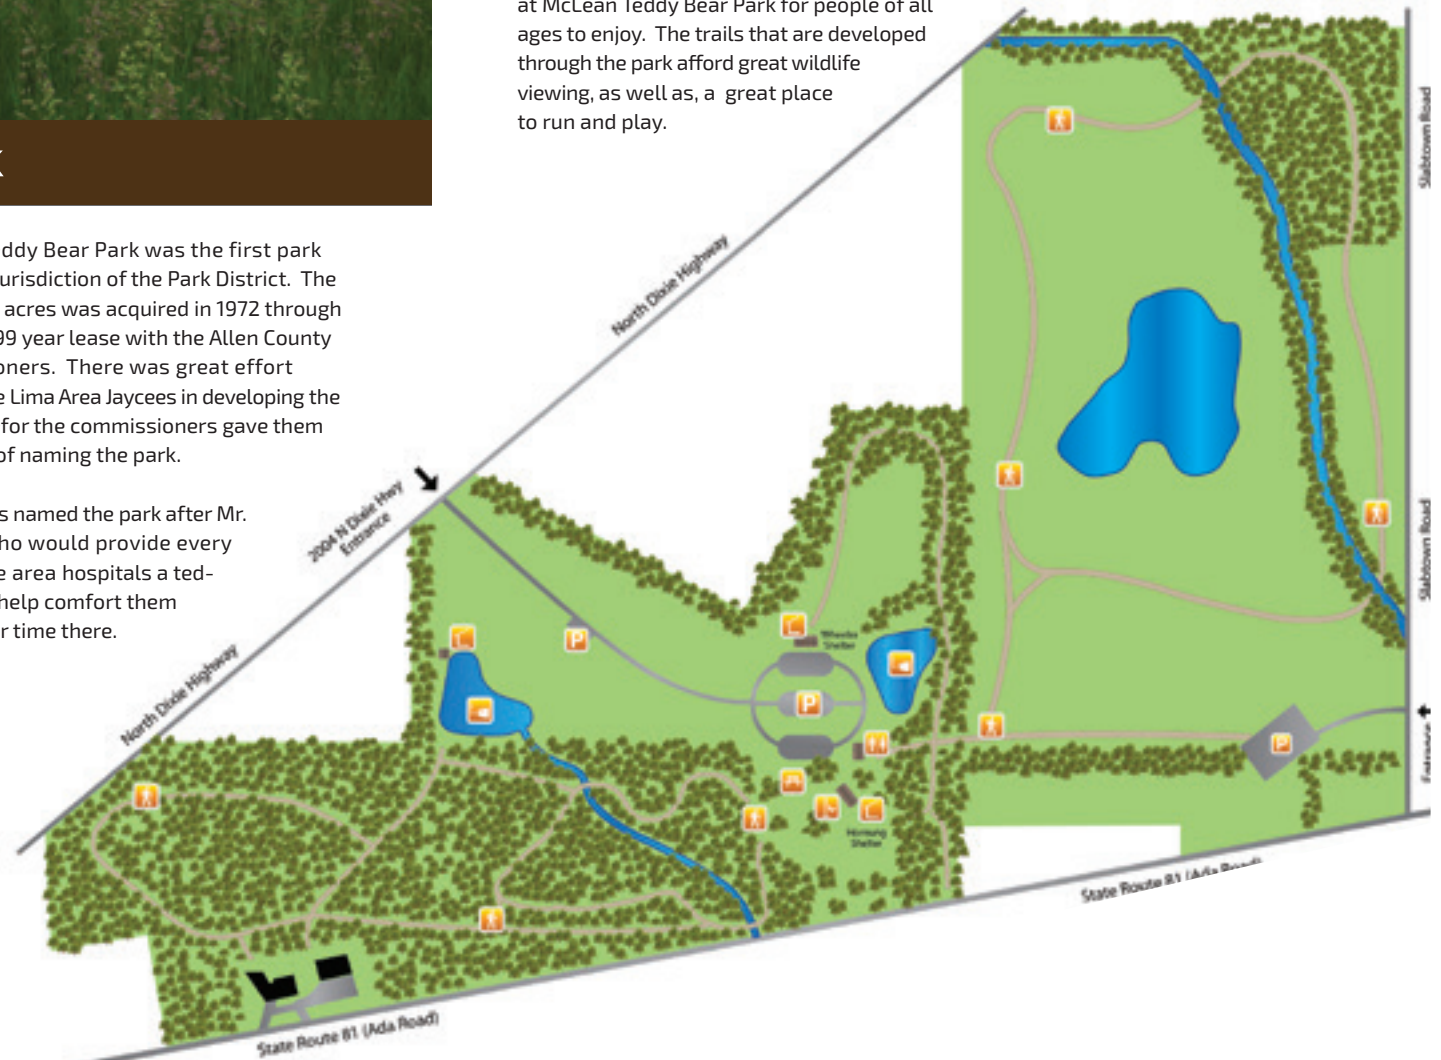 at McLean Teddy Bear Park for people of all
ages to enjoy. The trails that are developed
through the park afford great wildlife
viewing, as well as, a great place
to run and play.
ddy Bear Park was the first park
urisdiction of the Park District. The
acres was acquired in 1972 through
99 year lease with the Allen County
oners. There was great effort
e Lima Area Jaycees in developing the
for the commissioners gave them
of naming the park.
s named the park after Mr.
ho would provide every
e area hospitals a ted-
help comfort them
r time there.
North Dixie Highway
2004 N Dixie Hwy
Entrance
North Dixie Highway
Slabtown Road
Slabtown Road
Entrance
P
P
P
Wheeler
Shelter
Hornung
Shelter
State Route 81 (Ada Road)
State Route 81 (Ada Road)